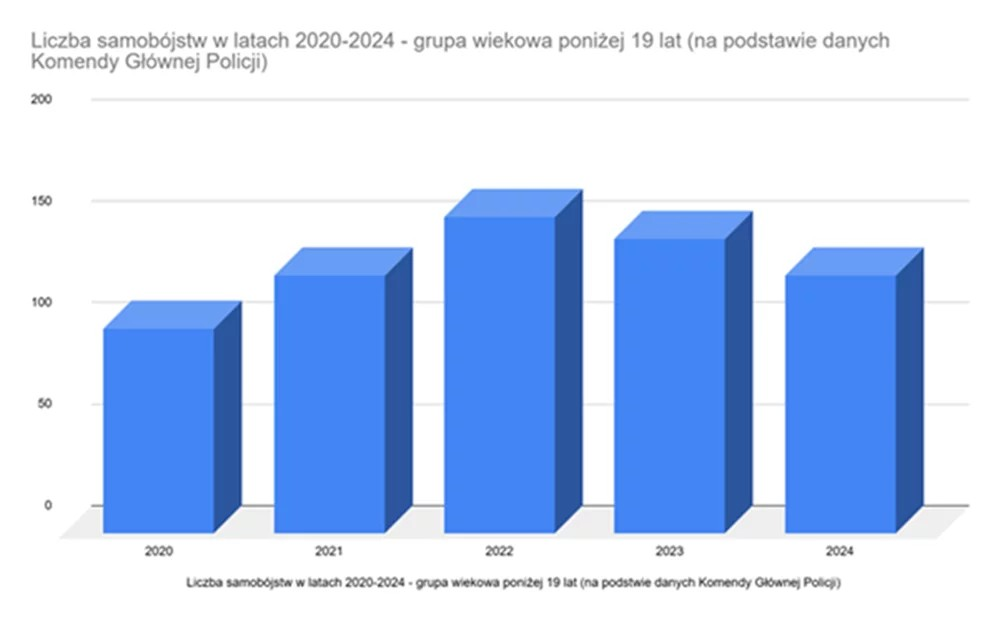 Liczba samobójstw w latach 2020-2024 - grupa wiekowa poniżej 19 lat (na podstawie danych
Komendy Głównej Policji)
200
150
100
50
0
2020 2021 2022 2023 2024
Liczba samobójstw w latach 2020-2024 - grupa wiekowa poniżej 19 lat (na podstwie danych Komendy Głównej Policji)